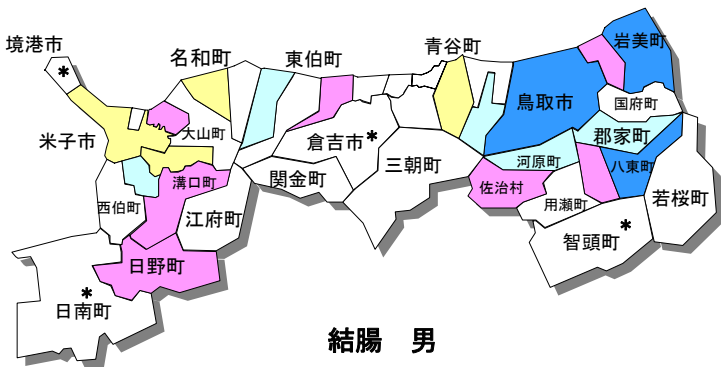 境港市
*
名和町
東伯町
青谷町
岩美町
米子市
大山町
倉吉市*
鳥取市
国府町
郡家町
三朝町
河原町
八東町
関金町
溝口町
佐治村
若桜町
西伯町
江府町
用瀬町
智頭町
*
日野町
*
日南町
結腸 男